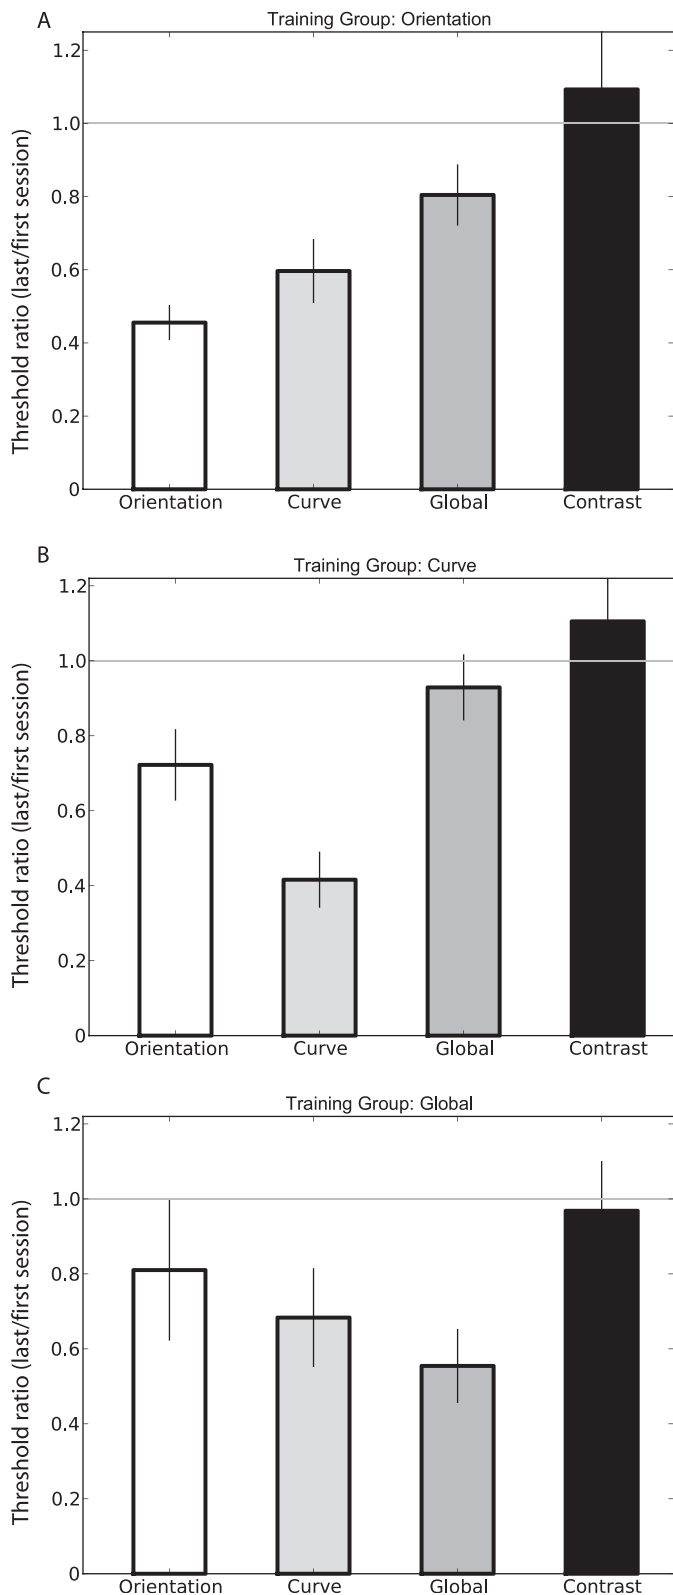 A
Training Group: Orientation
Threshold ratio (last/first session)
1.2
1.0
0.8
0.6
0.4
0.2
0
Orientation Curve Global Contrast
B
Training Group: Curve
Threshold ratio (last/first session)
1.2
1.0
0.8
0.6
0.4
0.2
0
Orientation Curve Global Contrast
C
Training Group: Global
Threshold ratio (last/first session)
1.2
1.0
0.8
0.6
0.4
0.2
0
Orientation Curve Global Contrast